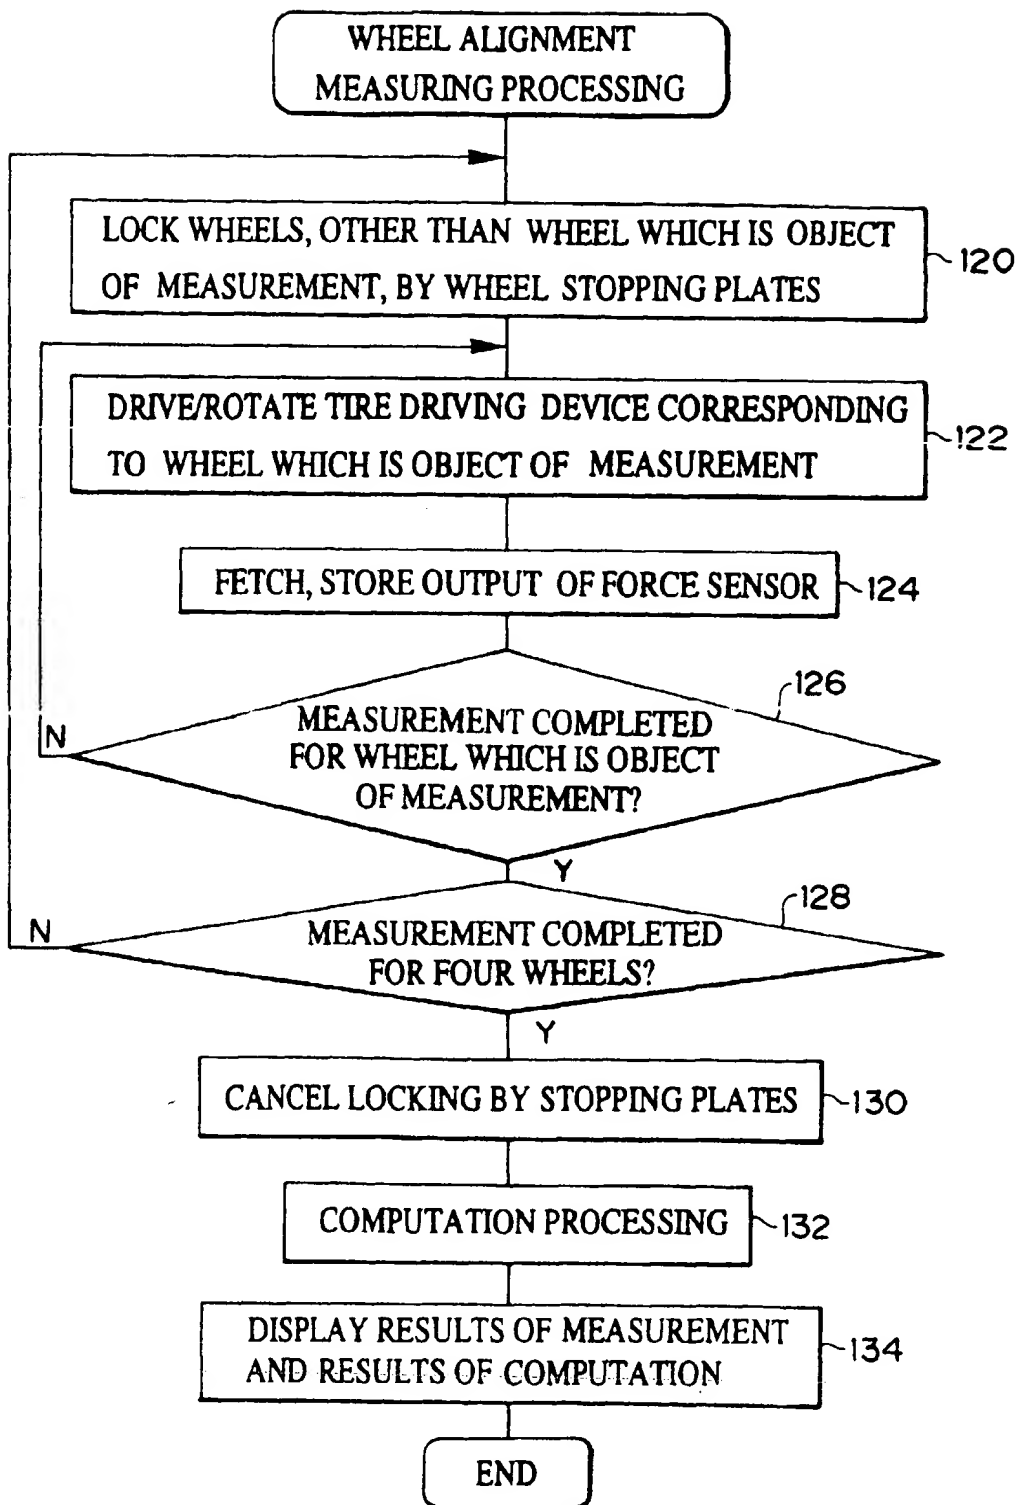 WHEEL ALIGNMENT
MEASURING PROCESSING
LOCK WHEELS, OTHER THAN WHEEL WHICH IS OBJECT
OF MEASUREMENT, BY WHEEL STOPPING PLATES
120
DRIVE/ROTATE TIRE DRIVING DEVICE CORRESPONDING
TO WHEEL WHICH IS OBJECT OF MEASUREMENT
122
FETCH, STORE OUTPUT OF FORCE SENSOR
124
126
MEASUREMENT COMPLETED
FOR WHEEL WHICH IS OBJECT
OF MEASUREMENT?
N
Y
128
MEASUREMENT COMPLETED
FOR FOUR WHEELS?
N
Y
CANCEL LOCKING BY STOPPING PLATES
130
COMPUTATION PROCESSING
132
DISPLAY RESULTS OF MEASUREMENT
AND RESULTS OF COMPUTATION
134
END